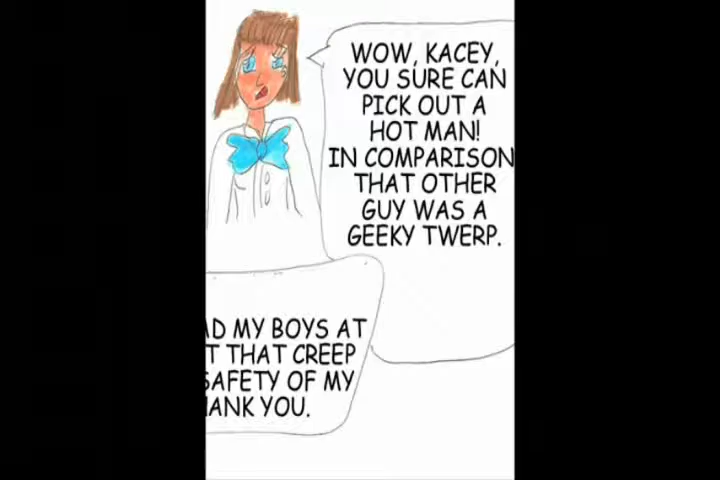 WOW, KACEY,
YOU SURE CAN
PICK OUT A
HOT MAN!
IN COMPARISON
THAT OTHER
GUY WAS A
GEEKY TWERP.
MY BOYS AT
THAT CREEP
SAFETY OF MY
YOU.